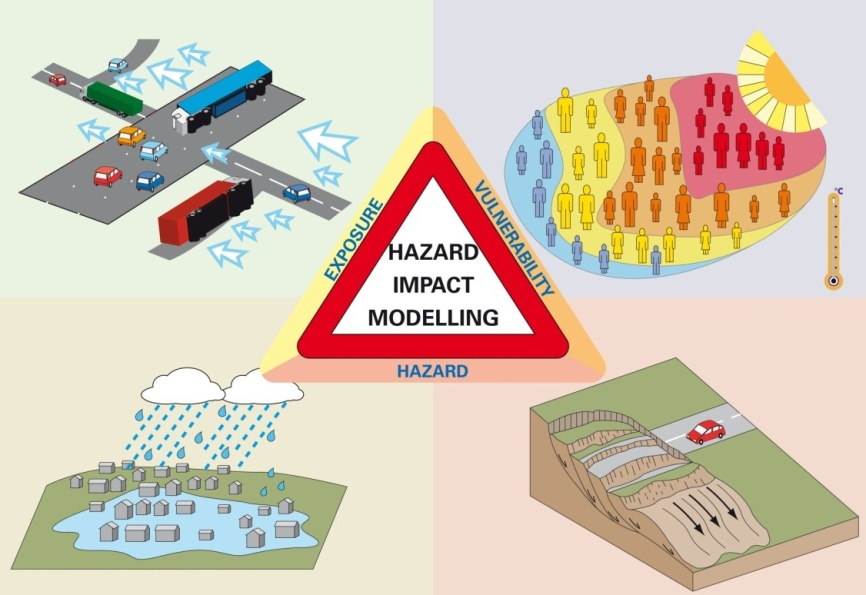 EXPOSURE
VULNERABILITY
HAZARD
IMPACT
MODELLING
HAZARD
°C